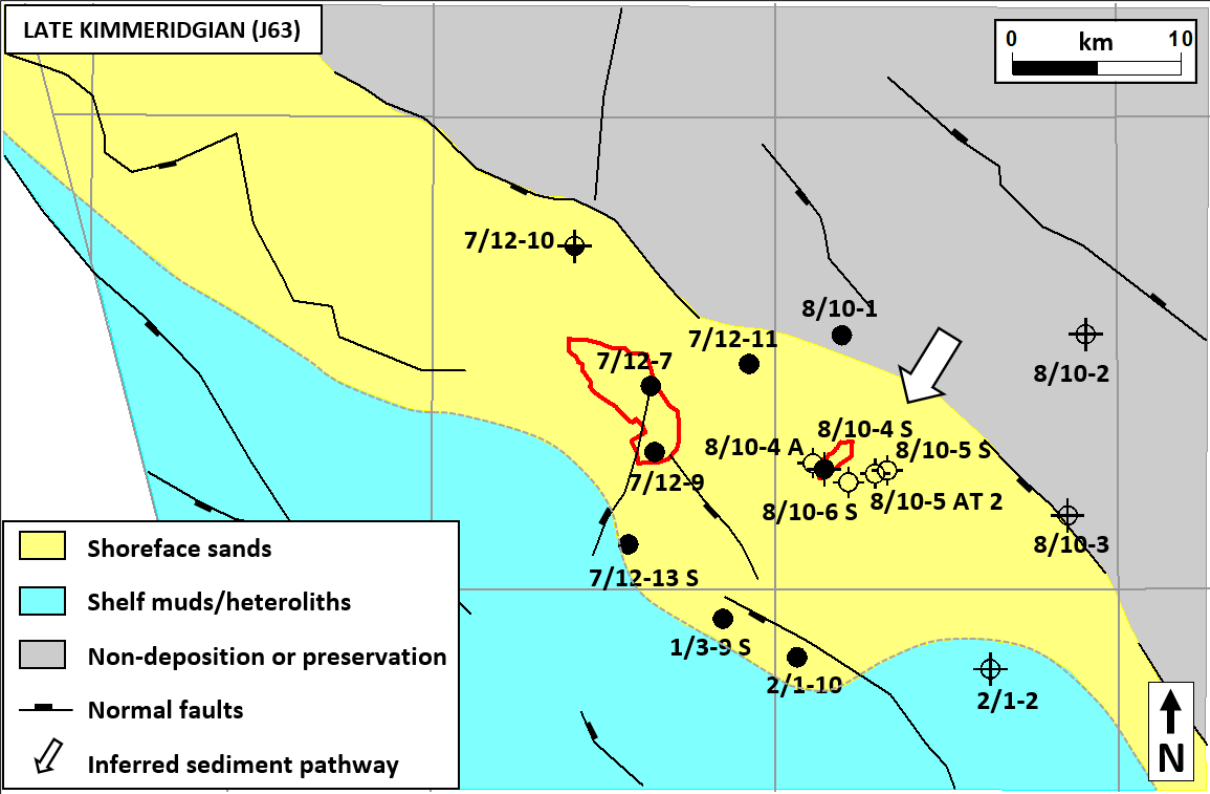 LATE KIMMERIDGIAN (J63)
0 km 10
7/12-10
8/10-1
7/12-11
7/12-7
8/10-2
8/10-4 S
8/10-4 A
8/10-5 S
7/12-9
8/10-5 AT 2
8/10-6 S
8/10-3
7/12-13 S
1/3-9 S
2/1-10
2/1-2
Shoreface sands
Shelf muds/heteroliths
Non-deposition or preservation
Normal faults
Inferred sediment pathway
N